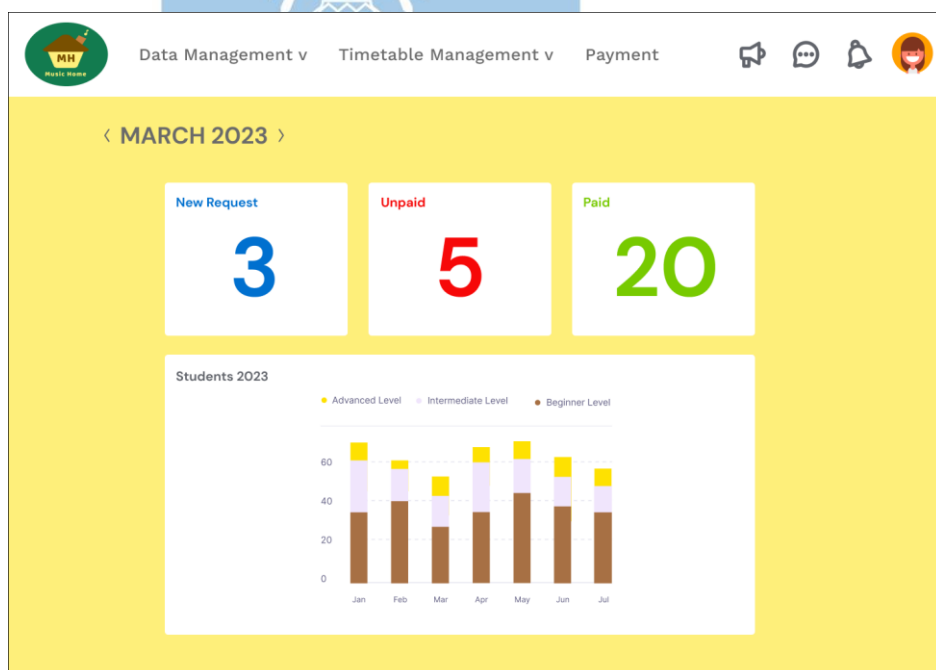 MH
Music Home
Data Management v Timetable Management v Payment
‹ MARCH 2023 ›
New Request
3
Unpaid
5
Paid
20
Students 2023
Advanced Level Intermediate Level Beginner Level
60
40
20
0
Jan Feb Mar Apr May Jun Jul